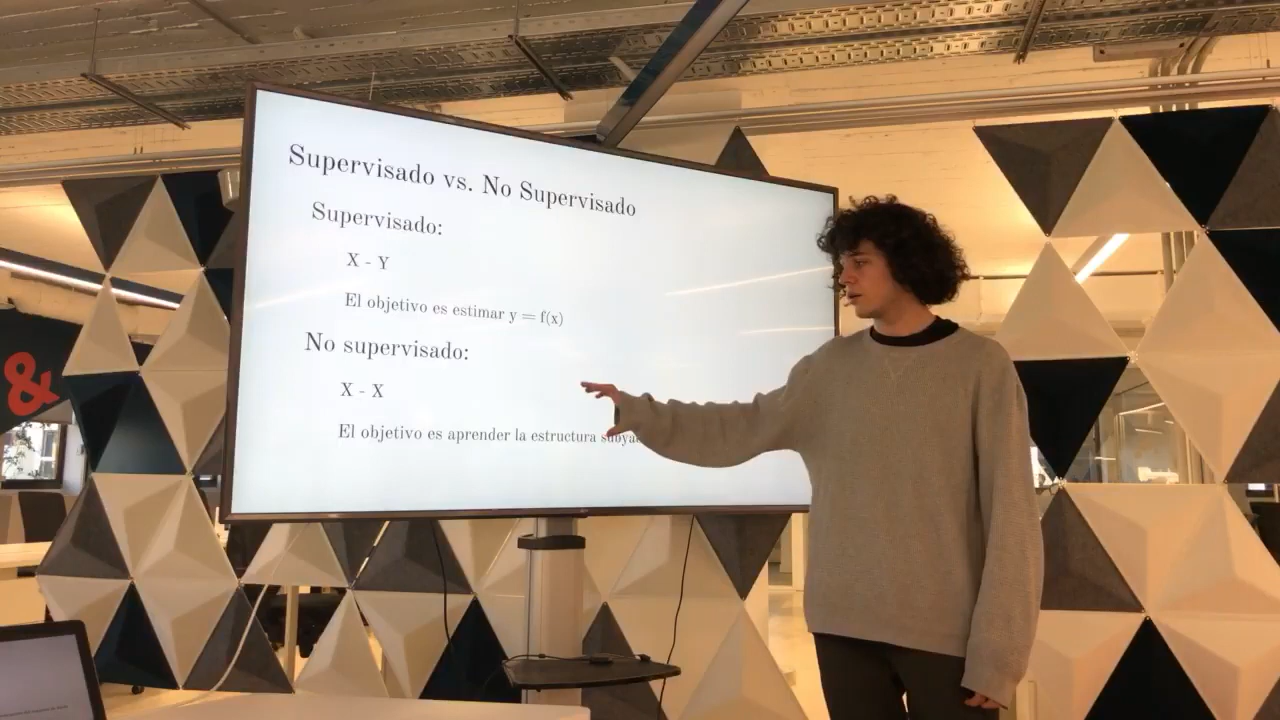 Supervisado vs. No Supervisado
Supervisado:
X - Y
El objetivo es estimar y = f(x)
No supervisado:
X - X
El objetivo es aprender la estructura
&